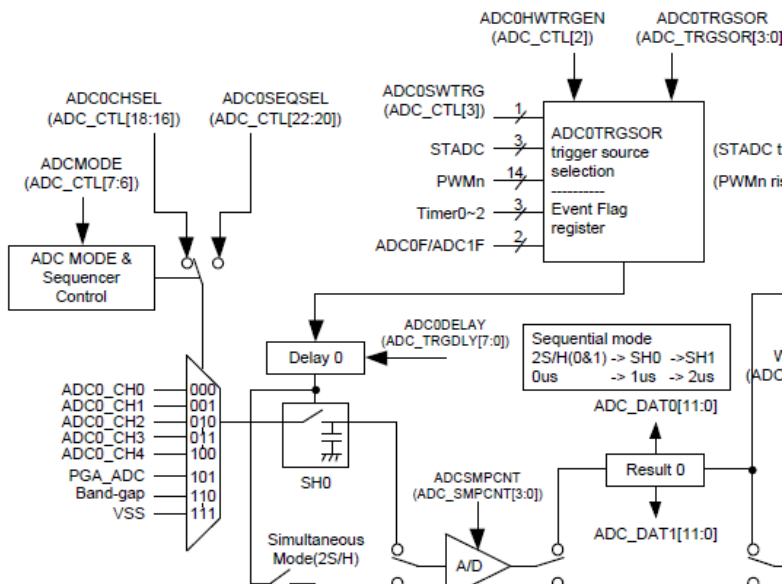 ADC0HWTRGEN
(ADC_CTL[2])
ADC0TRGSOR
(ADC_TRGSOR[3:0]
ADC0CHSEL
(ADC_CTL[18:16])
ADC0SEQSEL
(ADC_CTL[22:20])
ADC0SWTRG
(ADC_CTL[3])
1
STADC
3
PWMn
14
Timer0~2
3
ADC0F/ADC1F
2
ADC0TRGSOR
trigger source
selection
----------
Event Flag
register
(STADC t
(PWMn ris
ADCMODE
(ADC_CTL[7:6])
ADC MODE &
Sequencer
Control
Delay 0
ADC0DELAY
(ADC_TRGDLY[7:0])
Sequential mode
2S/H(0&1) -> SH0 ->SH1
0us -> 1us -> 2us
W
(ADC
ADC0_CH0 000
ADC0_CH1 001
ADC0_CH2 010
ADC0_CH3 011
ADC0_CH4 100
PGA_ADC 101
Band-gap 110
VSS 111
SH0
ADC_DAT0[11:0]
Result 0
ADC_DAT1[11:0]
ADCSMPCNT
(ADC_SMPCNT[3:0])
Simultaneous
Mode(2S/H)
A/D